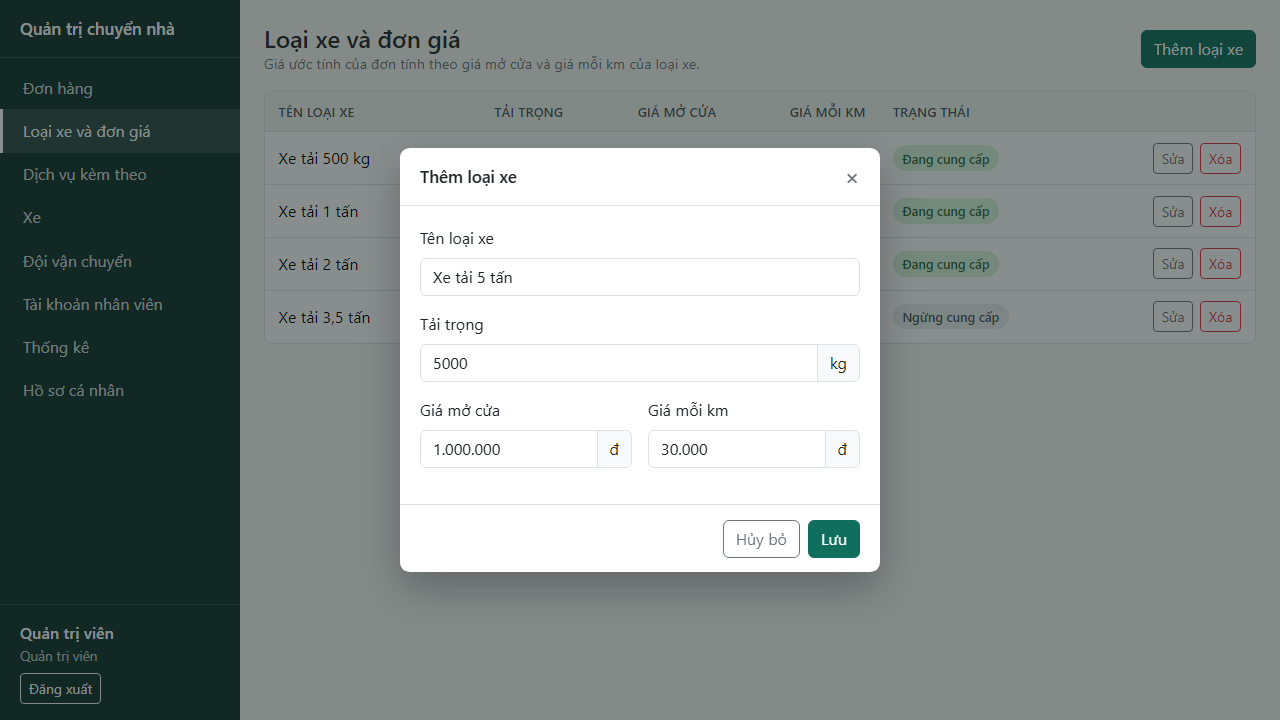 Quản trị chuyển nhà
Đơn hàng
Loại xe và đơn giá
Dịch vụ kèm theo
Xe
Đội vận chuyển
Tài khoản nhân viên
Thống kê
Hồ sơ cá nhân
Quản trị viên
Quản trị viên
Đăng xuất
Loại xe và đơn giá
Giá ước tính của đơn tính theo giá mở cửa và giá mỗi km của loại xe.
Thêm loại xe
TÊN LOẠI XE TẢI TRỌNG GIÁ MỞ CỬA GIÁ MỖI KM TRẠNG THÁI
Xe tải 500 kg Đang cung cấp Sửa Xóa
Xe tải 1 tấn Đang cung cấp Sửa Xóa
Xe tải 2 tấn Đang cung cấp Sửa Xóa
Xe tải 3,5 tấn Ngừng cung cấp Sửa Xóa
Thêm loại xe ×
Tên loại xe
Xe tải 5 tấn
Tải trọng
5000 kg
Giá mở cửa Giá mỗi km
1.000.000 đ 30.000 đ
Hủy bỏ Lưu